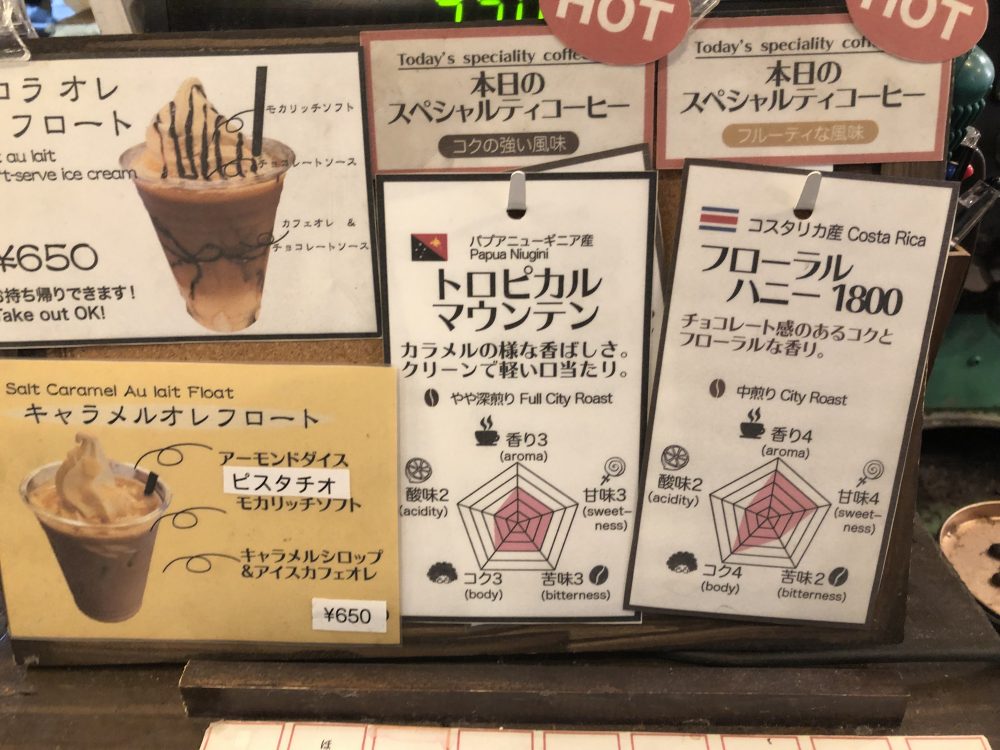 コラ オレ
フロート
au lait
t-serve ice cream
¥650
お持ち帰りできます!
Take out OK!
モカリッチソフト
チョコレートソース
カフェオレ &
チョコレートソース
Salt Caramel Au lait Float
キャラメルオレフロート
アーモンドダイス
ピスタチオ
モカリッチソフト
キャラメルシロップ
&アイスカフェオレ
¥650
HOT
Today's speciality coffe
本日の
スペシャルティコーヒー
コクの強い風味
パプアニューギニア産
Papua Niugini
トロピカル
マウンテン
カラメルの様な香ばしさ。
クリーンで軽い口当たり。
やや深煎り Full City Roast
香り3
(aroma)
酸味2
(acidity)
甘味3
(sweet-
ness)
コク3
(body)
苦味3
(bitterness)
HOT
Today's speciality coff
本日の
スペシャルティコーヒー
フルーティな風味
コスタリカ産 Costa Rica
フローラル
ハニー 1800
チョコレート感のあるコクと
フローラルな香り。
中煎り City Roast
香り4
(aroma)
酸味2
(acidity)
甘味4
(sweet-
ness)
コク4
(body)
苦味2
(bitterness)
は